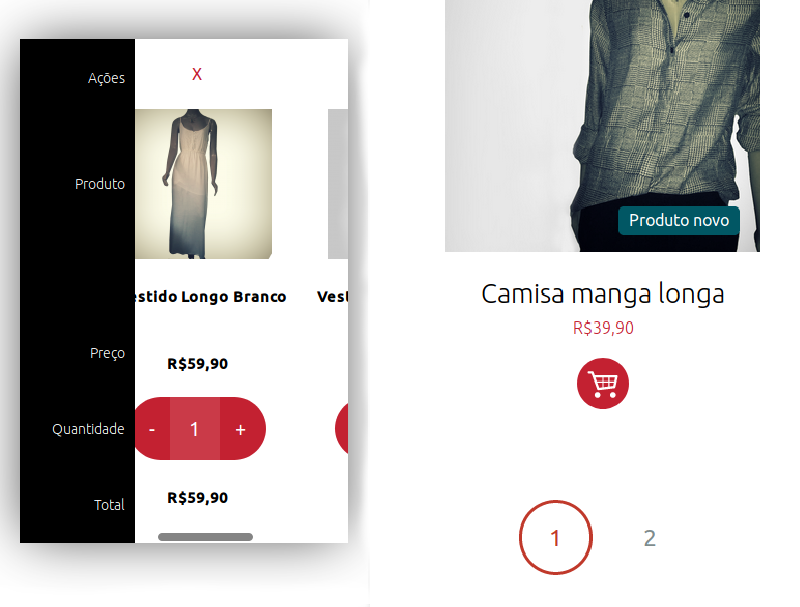 Ações
X
Produto
estido Longo Branco
Vest
Preço
R$59,90
Quantidade
- 1 +
Total
R$59,90
Produto novo
Camisa manga longa
R$39,90
1 2